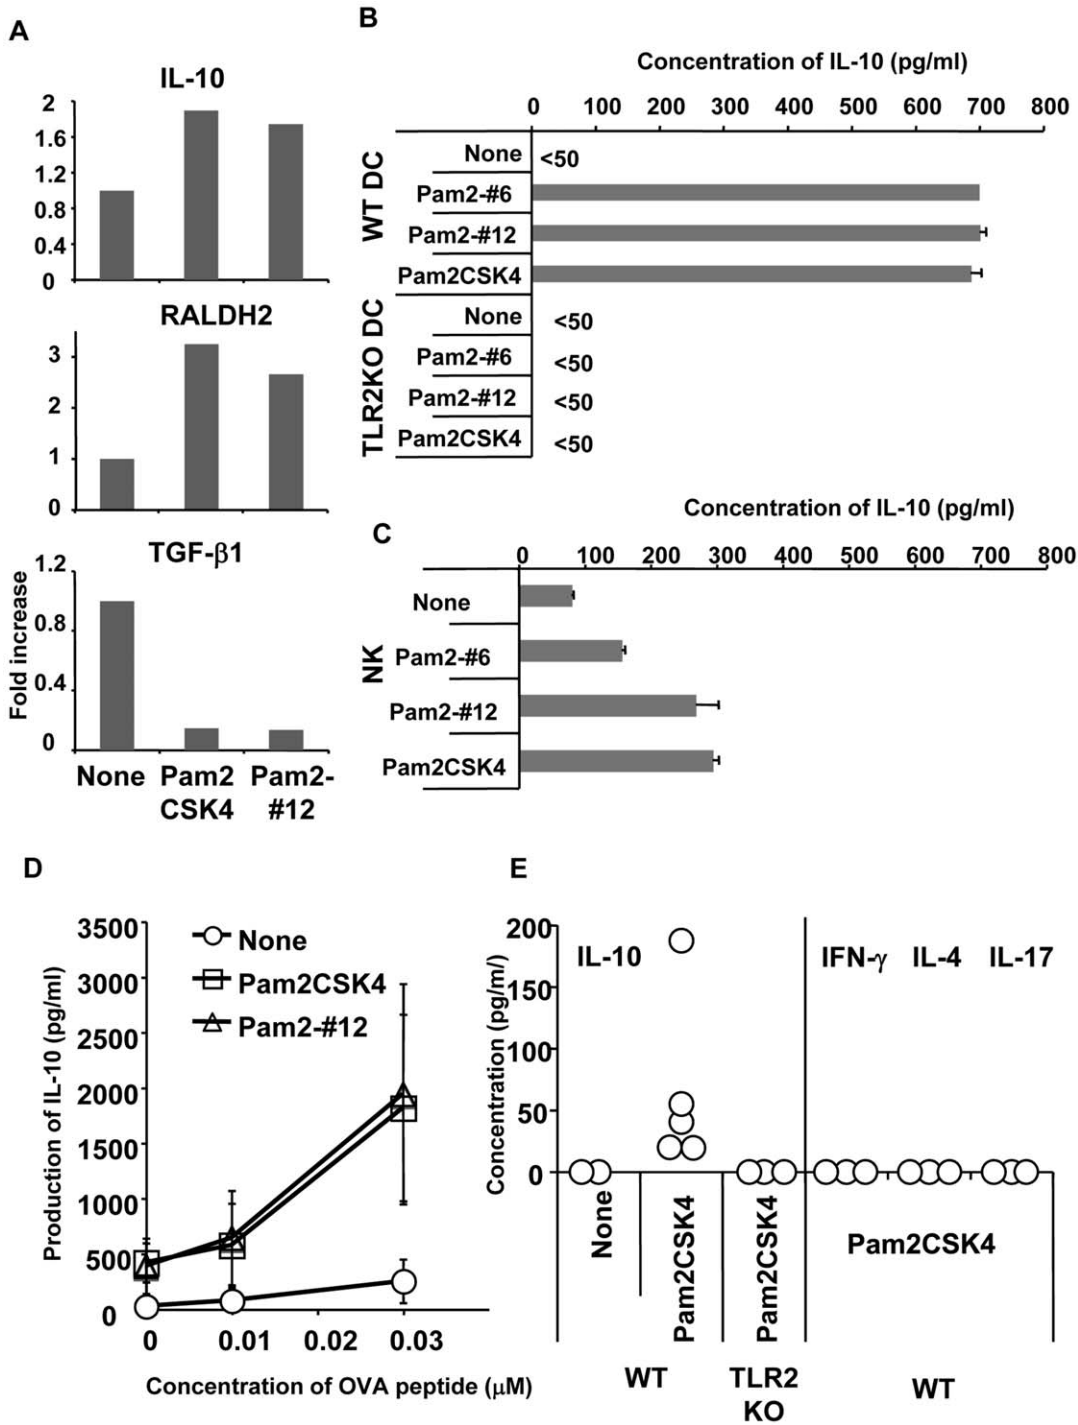 A
IL-10
2
1.6
1.2
0.8
0.4
0
RALDH2
3
2
1
0
TGF-β1
1.2
0.8
0.4
0
Fold increase
None Pam2 Pam2-
CSK4 #12
B
Concentration of IL-10 (pg/ml)
0 100 200 300 400 500 600 700 800
WT DC
None <50
Pam2-#6
Pam2-#12
Pam2CSK4
TLR2KO DC
None <50
Pam2-#6 <50
Pam2-#12 <50
Pam2CSK4 <50
C
Concentration of IL-10 (pg/ml)
0 100 200 300 400 500 600 700 800
NK
None
Pam2-#6
Pam2-#12
Pam2CSK4
D
Production of IL-10 (pg/ml)
3500
3000
2500
2000
1500
1000
500
0
None
Pam2CSK4
Pam2-#12
0 0.01 0.02 0.03
Concentration of OVA peptide (μM)
E
Concentration (pg/m/)
200
150
100
50
0
IL-10 IFN-γ IL-4 IL-17
None
Pam2CSK4
Pam2CSK4
Pam2CSK4
WT
TLR2
KO
WT